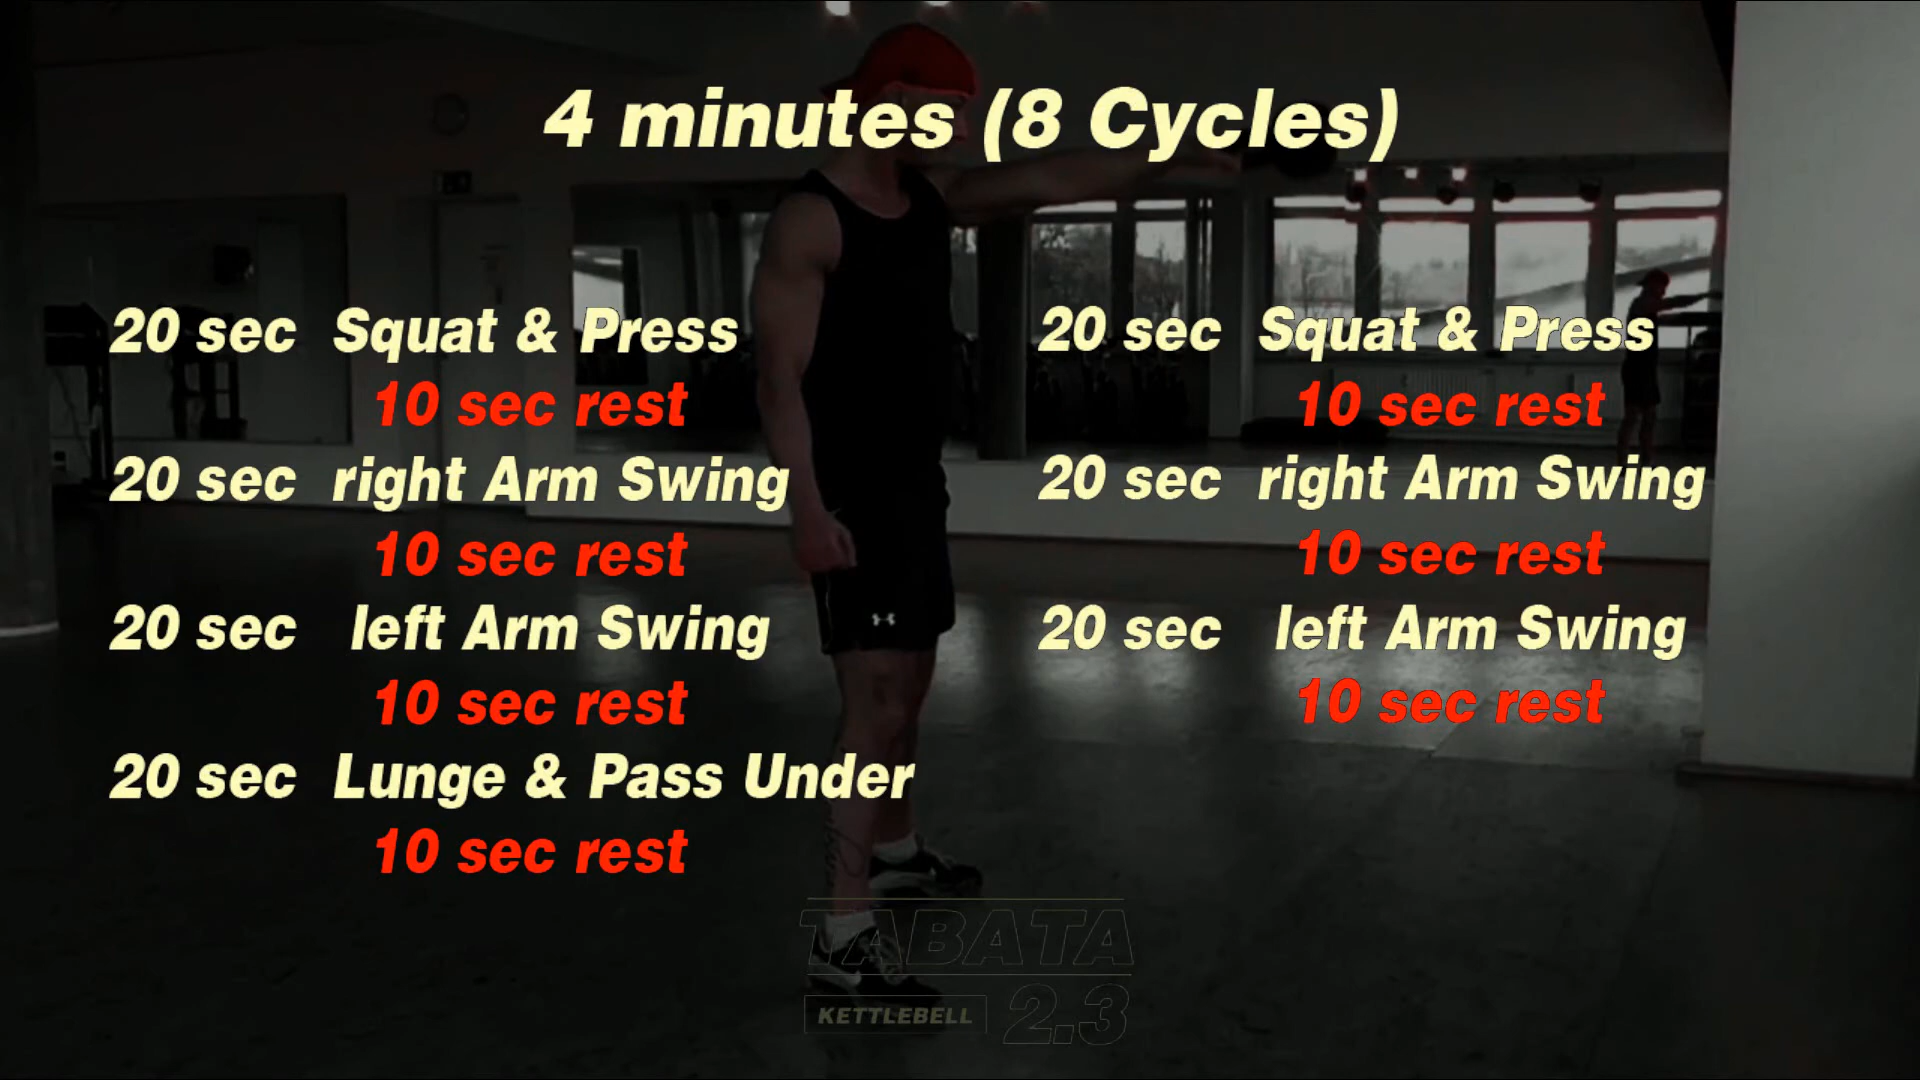 4 minutes (8 Cycles)
20 sec Squat & Press
10 sec rest
20 sec right Arm Swing
10 sec rest
20 sec left Arm Swing
10 sec rest
20 sec Lunge & Pass Under
10 sec rest
20 sec Squat & Press
10 sec rest
20 sec right Arm Swing
10 sec rest
20 sec left Arm Swing
10 sec rest
TABATA
KETTLEBELL 2.3